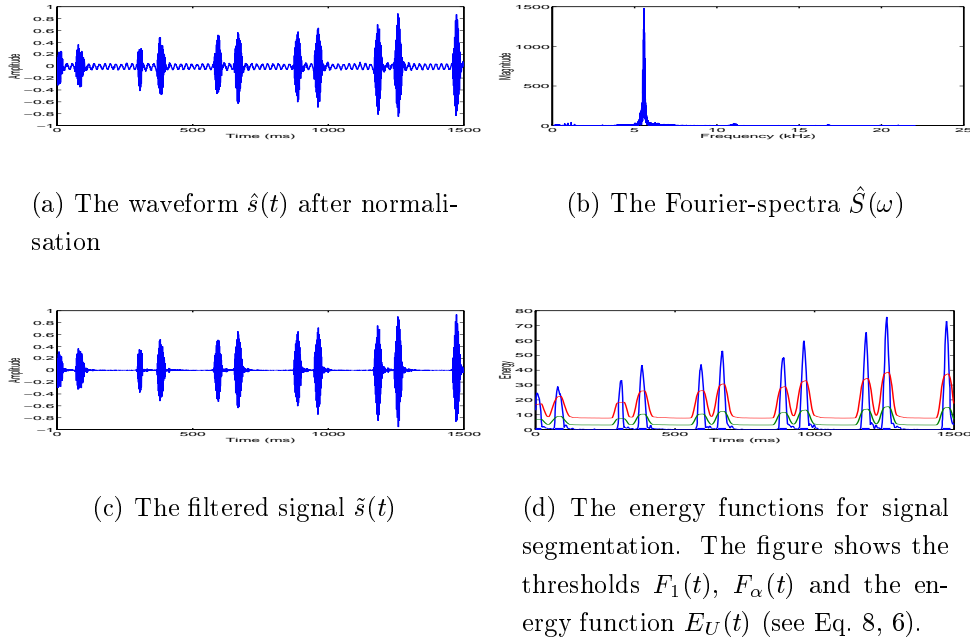 1
0.8
0.6
0.4
0.2
0
−0.2
−0.4
−0.6
−0.8
−1
Amplitude
0 500 1000 1500
Time (ms)
1500
1000
500
0
Magnitude
0 5 10 15 20 25
Frequency (kHz)
(a) The waveform ŝ(t) after normali-
sation
(b) The Fourier-spectra Ŝ(ω)
1
0.8
0.6
0.4
0.2
0
−0.2
−0.4
−0.6
−0.8
−1
Amplitude
0 500 1000 1500
Time (ms)
80
70
60
50
40
30
20
10
0
Energy
0 500 1000 1500
Time (ms)
(c) The filtered signal s̃(t)
(d) The energy functions for signal
segmentation. The figure shows the
thresholds F₁(t), Fα(t) and the en-
ergy function E_U(t) (see Eq. 8, 6).